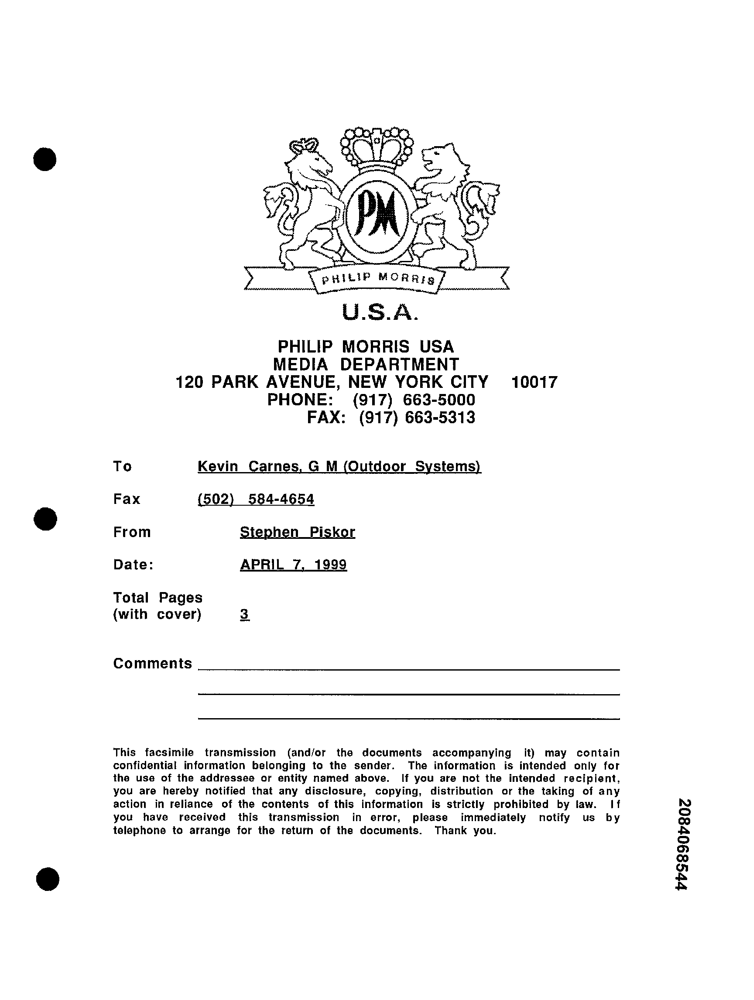 PM
PHILIP MORRIS
U.S.A.
PHILIP MORRIS USA
MEDIA DEPARTMENT
120 PARK AVENUE, NEW YORK CITY 10017
PHONE: (917) 663-5000
FAX: (917) 663-5313
To Kevin Carnes, G M (Outdoor Systems)
Fax (502) 584-4654
From Stephen Piskor
Date: APRIL 7, 1999
Total Pages
(with cover) 3
Comments
This facsimile transmission (and/or the documents accompanying it) may contain
confidential information belonging to the sender. The information is intended only for
the use of the addressee or entity named above. If you are not the intended recipient,
you are hereby notified that any disclosure, copying, distribution or the taking of any
action in reliance of the contents of this information is strictly prohibited by law. If
you have received this transmission in error, please immediately notify us by
telephone to arrange for the return of the documents. Thank you.
2084068544